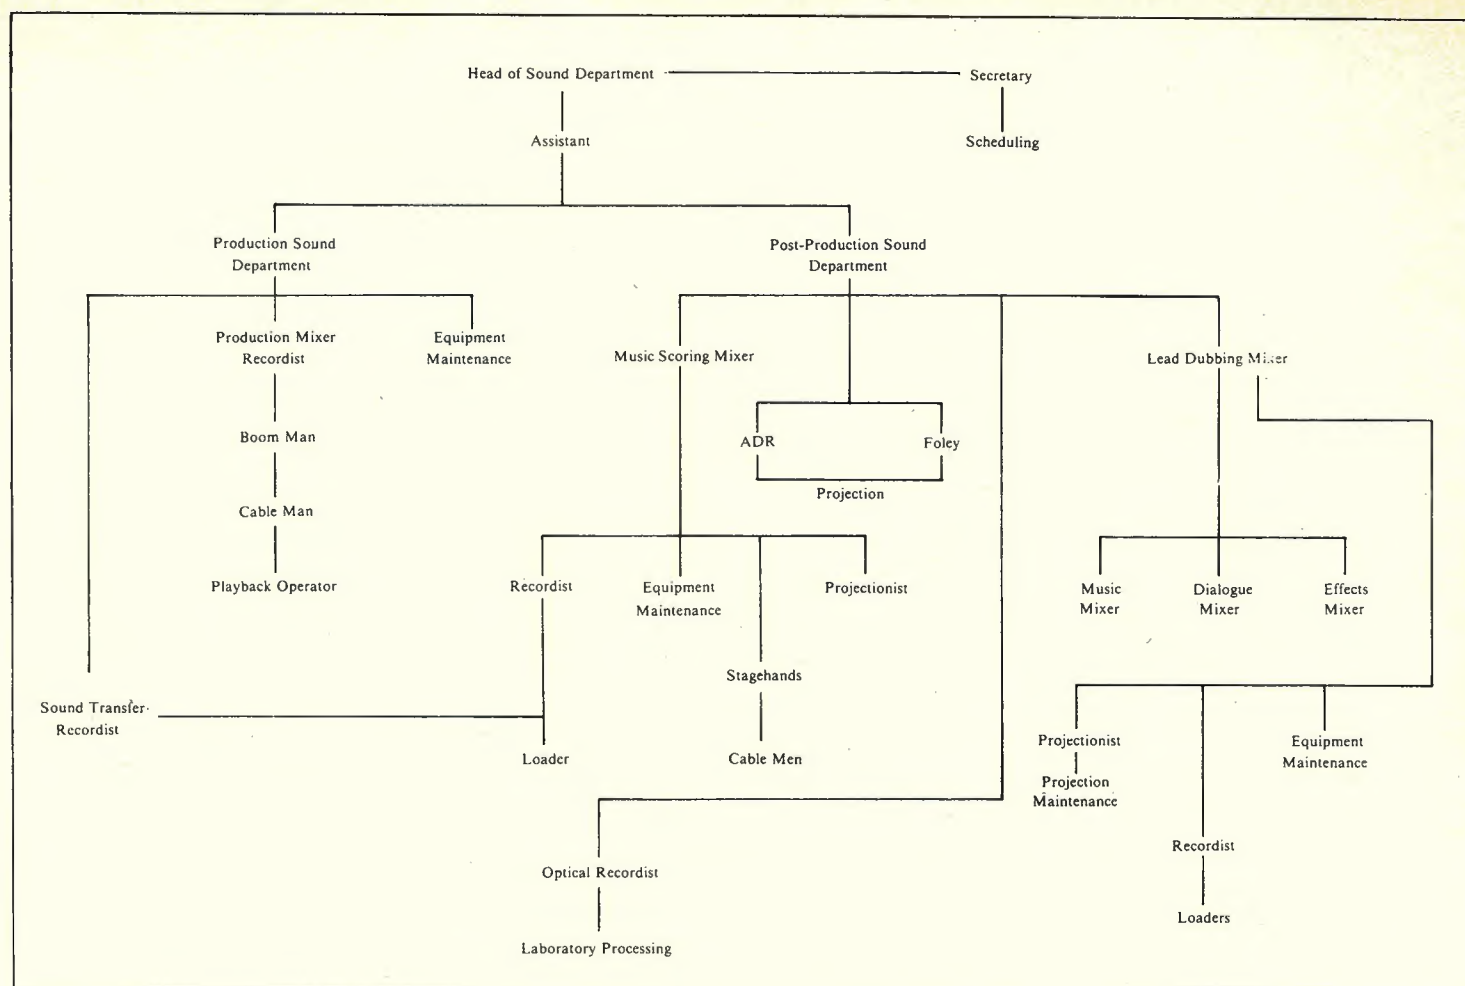 Head of Sound Department
Secretary
Assistant
Scheduling
Production Sound
Department
Post-Production Sound
Department
Production Mixer
Recordist
Equipment
Maintenance
Music Scoring Mixer
Lead Dubbing Mixer
Boom Man
ADR
Foley
Projection
Cable Man
Playback Operator
Recordist
Equipment
Maintenance
Projectionist
Music
Mixer
Dialogue
Mixer
Effects
Mixer
Stagehands
Sound Transfer
Recordist
Loader
Cable Men
Projectionist
Projection
Maintenance
Equipment
Maintenance
Recordist
Optical Recordist
Loaders
Laboratory Processing